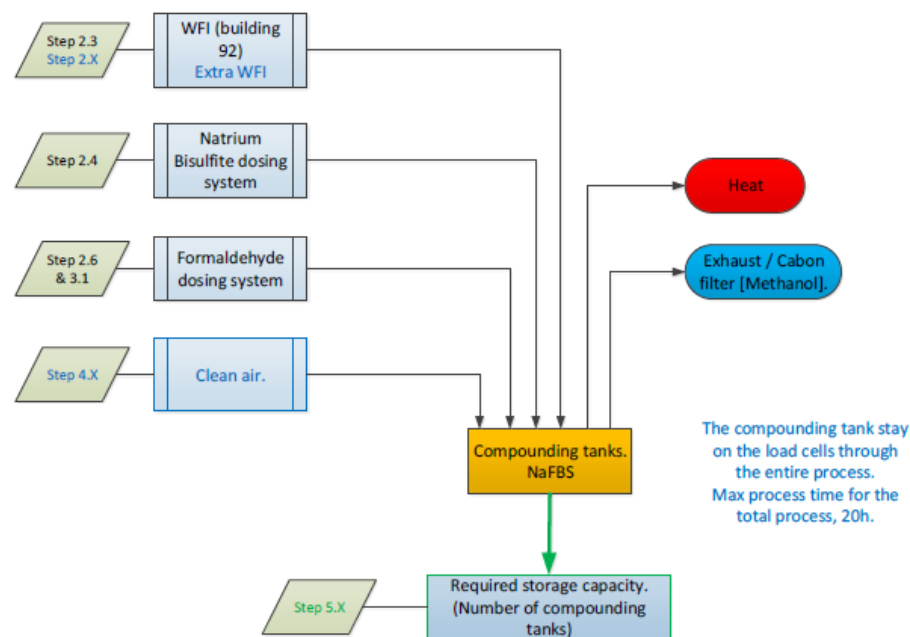 Step 2.3
Step 2.X
WFI (building
92)
Extra WFI
Step 2.4
Natrium
Bisulfite dosing
system
Heat
Step 2.6
& 3.1
Formaldehyde
dosing system
Exhaust / Cabon
filter [Methanol].
Step 4.X
Clean air.
Compounding tanks.
NaFBS
The compounding tank stay
on the load cells through
the entire process.
Max process time for the
total process, 20h.
Step 5.X
Required storage capacity.
(Number of compounding
tanks)